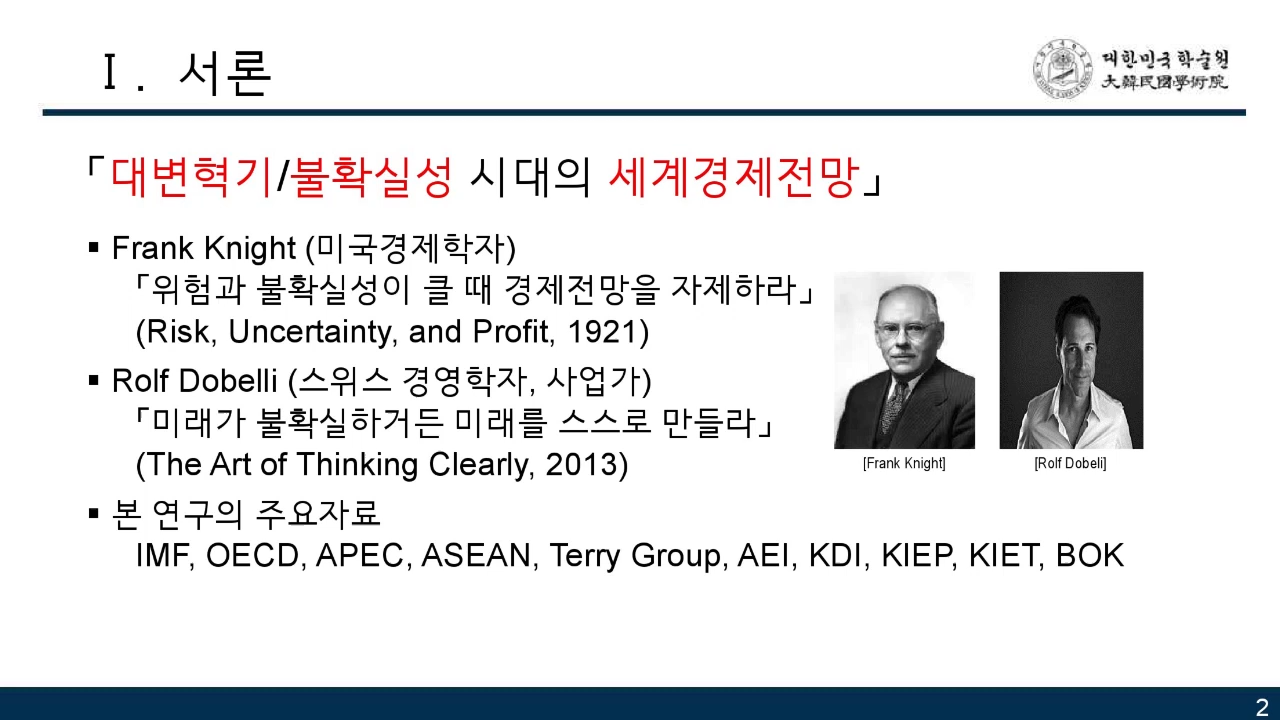 Ⅰ. 서론
대한민국학술원
大韓民國學術院
「대변혁기/불확실성 시대의 세계경제전망」
▪ Frank Knight (미국경제학자)
「위험과 불확실성이 클 때 경제전망을 자제하라」
(Risk, Uncertainty, and Profit, 1921)
▪ Rolf Dobelli (스위스 경영학자, 사업가)
「미래가 불확실하거든 미래를 스스로 만들라」
(The Art of Thinking Clearly, 2013)
[Frank Knight]
[Rolf Dobeli]
▪ 본 연구의 주요자료
IMF, OECD, APEC, ASEAN, Terry Group, AEI, KDI, KIEP, KIET, BOK
2